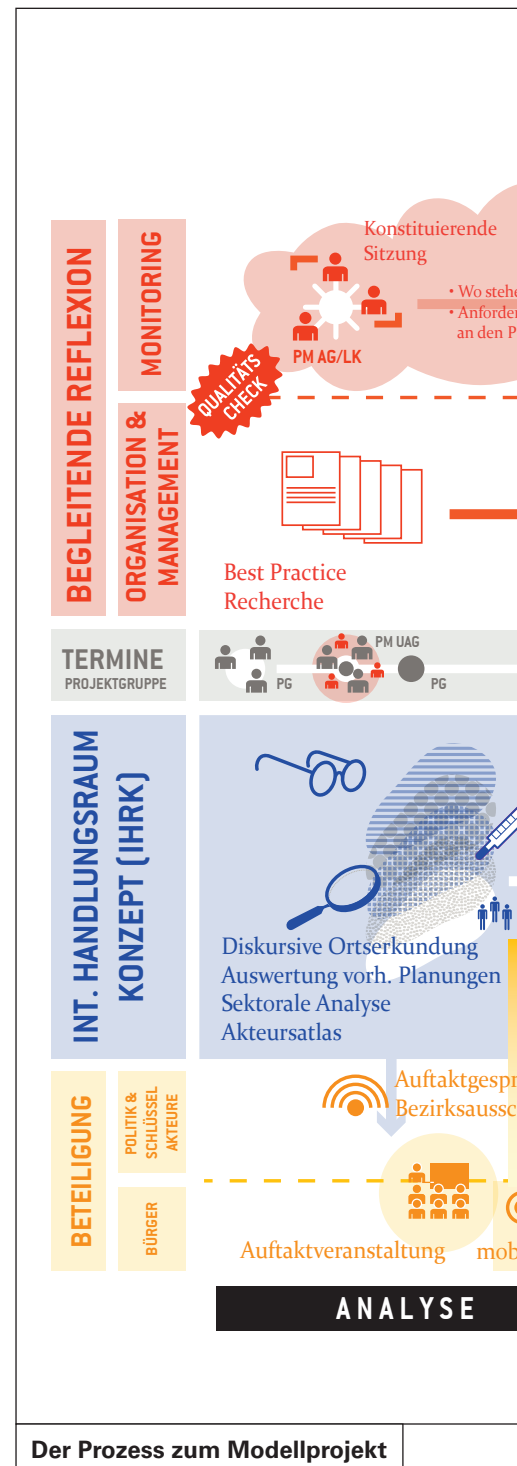 BEGLEITENDE REFLEXION
MONITORING
Konstituierende
Sitzung
• Wo stehe
• Anforder
an den P
PM AG/LK
QUALITÄTS
CHECK
ORGANISATION &
MANAGEMENT
Best Practice
Recherche
TERMINE
PROJEKTGRUPPE
PG
PM UAG
PG
INT. HANDLUNGSRAUM
KONZEPT (IHRK)
Diskursive Ortserkundung
Auswertung vorh. Planungen
Sektorale Analyse
Akteursatlas
BETEILIGUNG
POLITIK &
SCHLÜSSEL
AKTEURE
Auftaktgespr
Bezirksaussc
BÜRGER
Auftaktveranstaltung
mob
ANALYSE
Der Prozess zum Modellprojekt